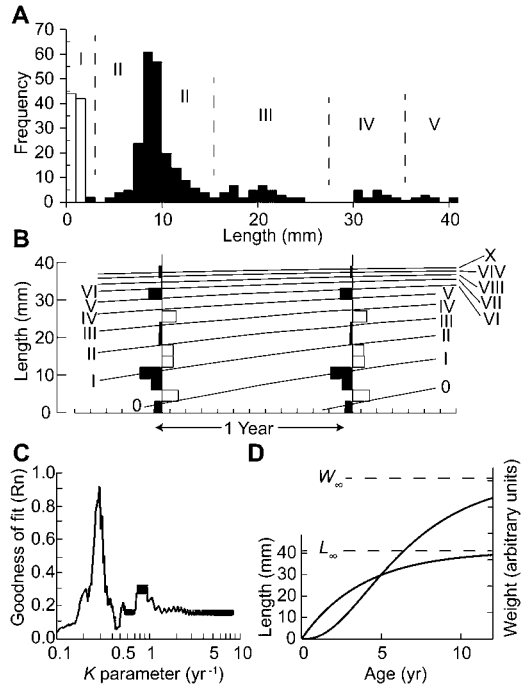 A
70
60
50
40
30
20
10
0
Frequency
I
II
II
III
IV
V
0
10
20
30
40
Length (mm)
B
40
30
20
10
0
Length (mm)
VI
V
IV
III
II
I
0
X
VIV
VIII
VII
VI
V
IV
III
II
I
0
1 Year
C
1.0
0.8
0.6
0.4
0.2
0.0
Goodness of fit (Rn)
0.1
0.5
1
5
10
K parameter (yr⁻¹)
D
W∞
L∞
40
30
20
10
0
Length (mm)
Weight (arbitrary units)
0
5
10
Age (yr)